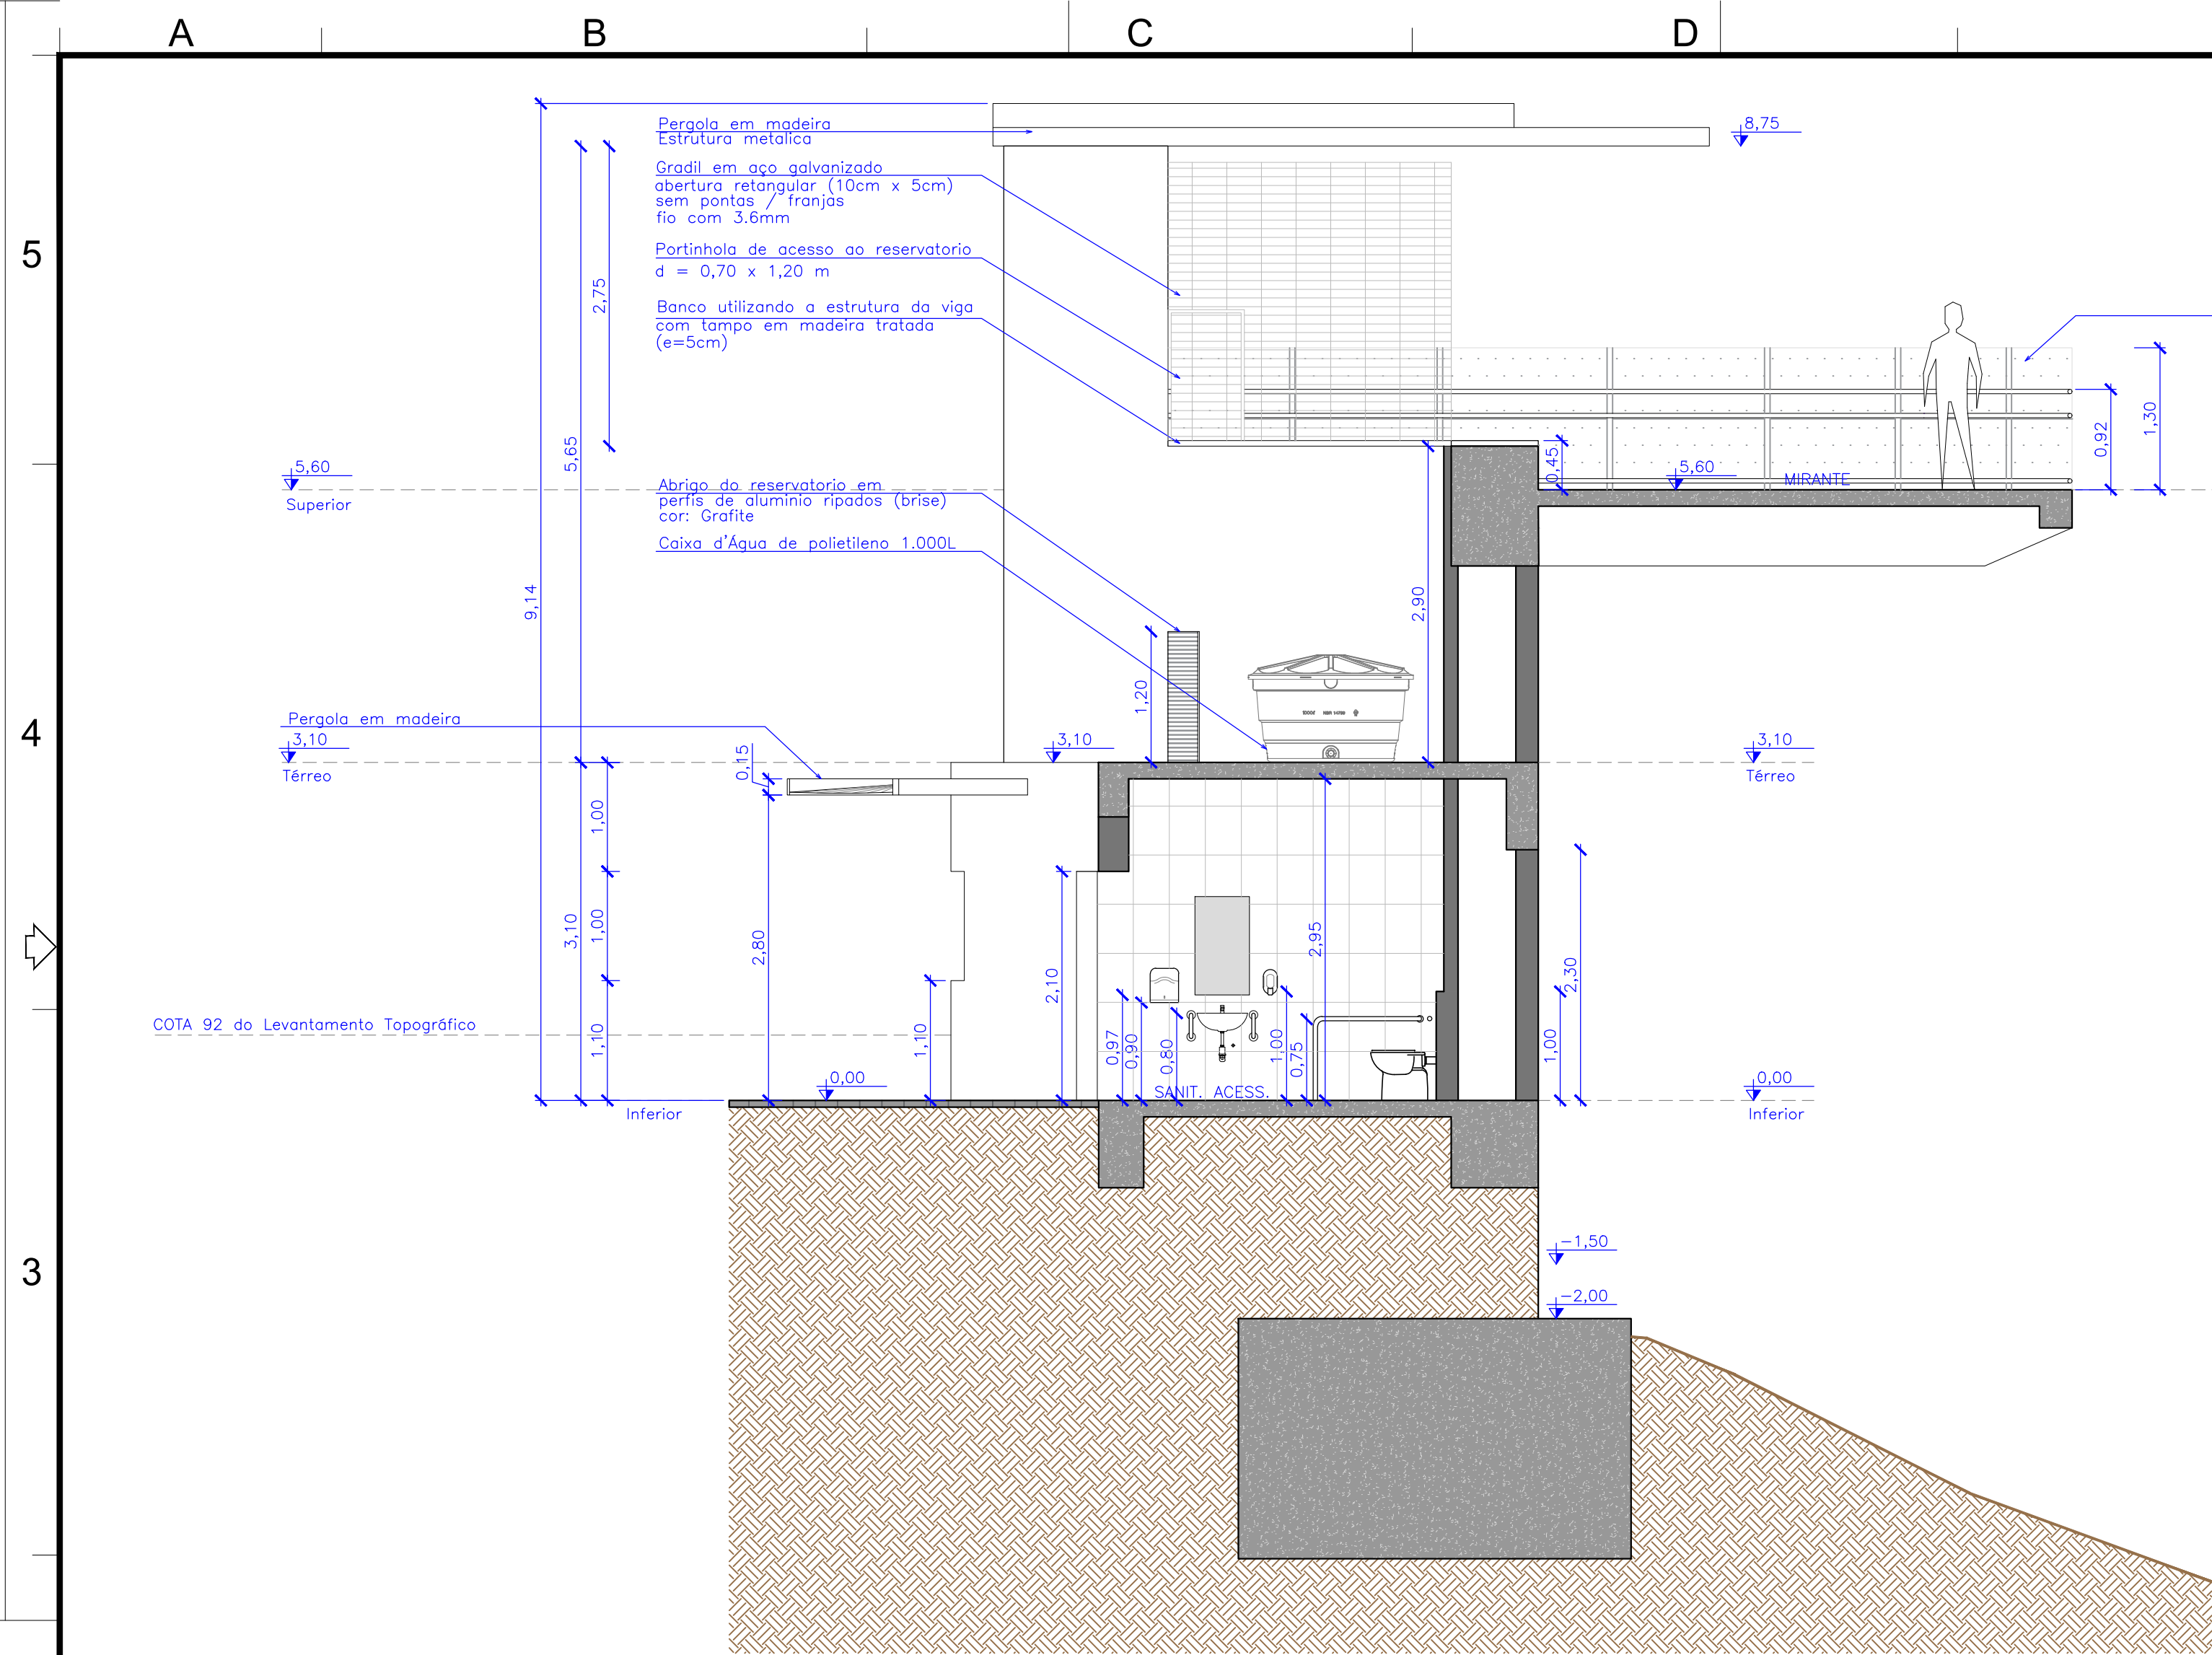 A
B
C
D
5
4
3
Pergola em madeira
Estrutura metalica
Gradil em aço galvanizado
abertura retangular (10cm x 5cm)
sem pontas / franjas
fio com 3.6mm
Portinhola de acesso ao reservatorio
d = 0,70 x 1,20 m
Banco utilizando a estrutura da viga
com tampo em madeira tratada
(e=5cm)
8,75
2,75
5,65
9,14
5,60
Superior
Abrigo do reservatorio em
perfis de aluminio ripados (brise)
cor: Grafite
Caixa d'Água de polietileno 1.000L
0,45
5,60
MIRANTE
0,92
1,30
2,90
1,20
Pergola em madeira
3,10
Térreo
0,15
3,10
3,10
Térreo
1,00
1,00
1,10
3,10
2,80
1,10
2,10
2,95
2,30
1,00
0,97
0,90
0,80
1,00
0,75
SANIT. ACESS.
COTA 92 do Levantamento Topográfico
0,00
Inferior
0,00
Inferior
-1,50
-2,00